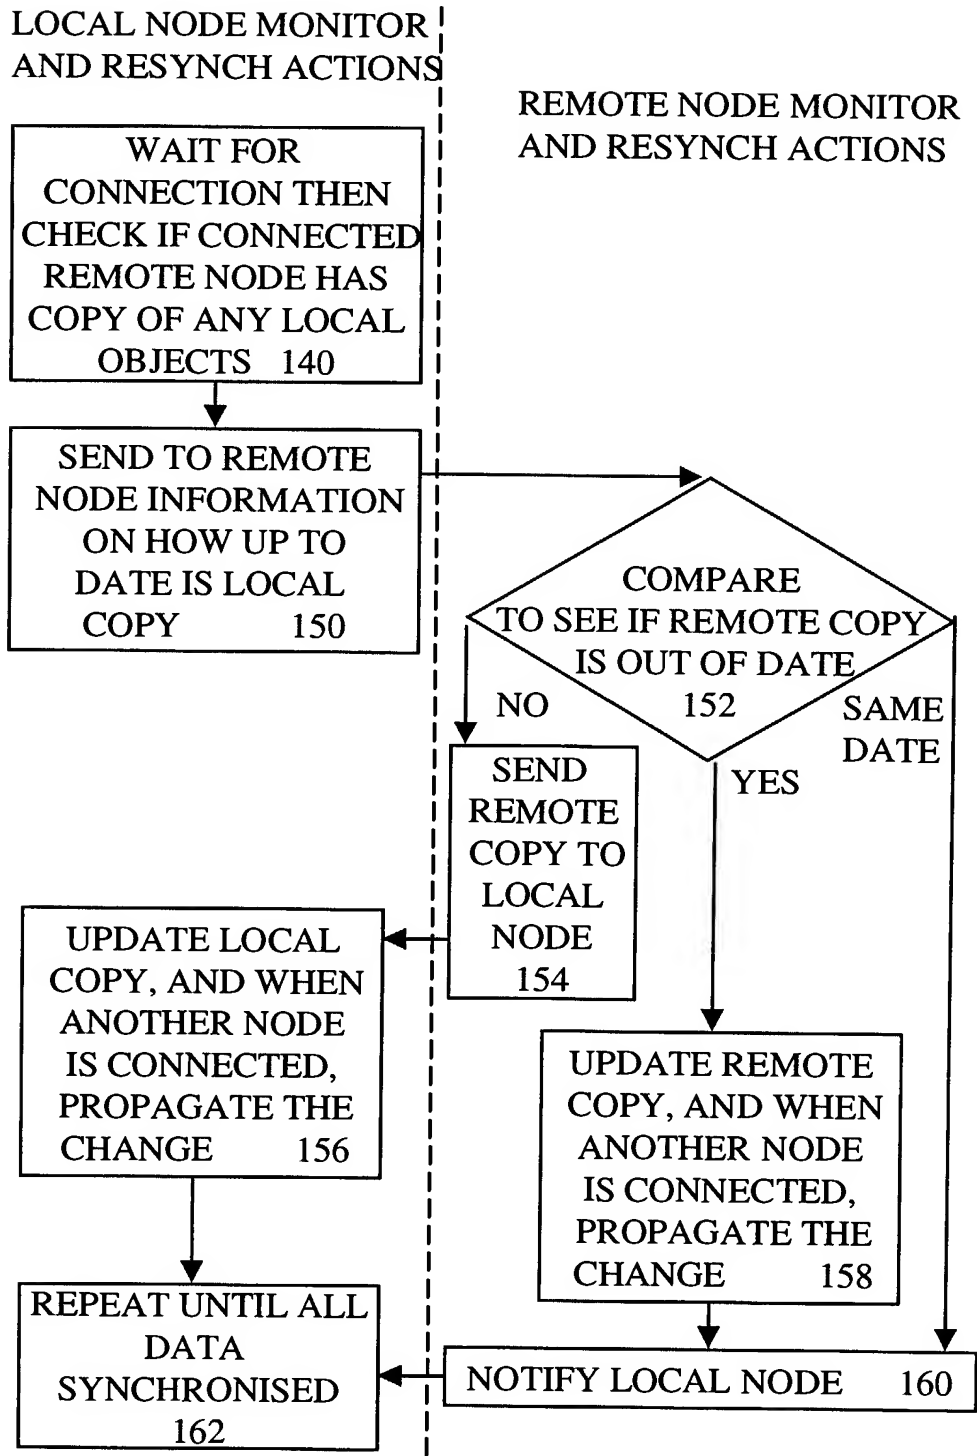 LOCAL NODE MONITOR
AND RESYNCH ACTIONS
REMOTE NODE MONITOR
AND RESYNCH ACTIONS
WAIT FOR
CONNECTION THEN
CHECK IF CONNECTED
REMOTE NODE HAS
COPY OF ANY LOCAL
OBJECTS 140
SEND TO REMOTE
NODE INFORMATION
ON HOW UP TO
DATE IS LOCAL
COPY 150
COMPARE
TO SEE IF REMOTE COPY
IS OUT OF DATE
152
NO
SAME
DATE
YES
SEND
REMOTE
COPY TO
LOCAL
NODE
154
UPDATE LOCAL
COPY, AND WHEN
ANOTHER NODE
IS CONNECTED,
PROPAGATE THE
CHANGE 156
UPDATE REMOTE
COPY, AND WHEN
ANOTHER NODE
IS CONNECTED,
PROPAGATE THE
CHANGE 158
REPEAT UNTIL ALL
DATA
SYNCHRONISED
162
NOTIFY LOCAL NODE 160